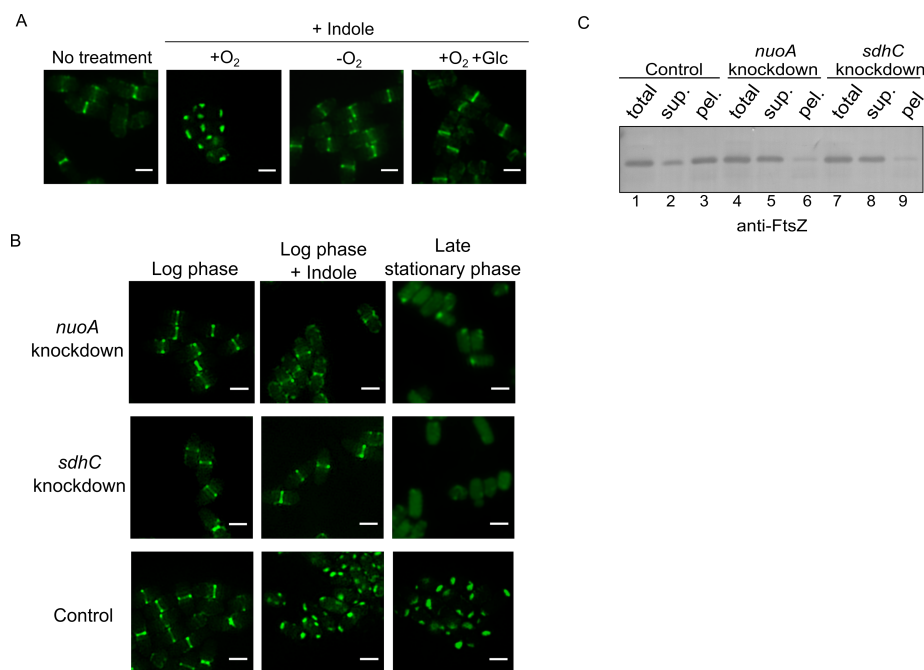 A
+ Indole
No treatment
+O2
-O2
+O2 +Glc
B
Log phase
Log phase
+ Indole
Late
stationary phase
nuoA
knockdown
sdhC
knockdown
Control
C
Control
nuoA
knockdown
sdhC
knockdown
total sup. pel. total sup. pel. total sup. pel.
1 2 3 4 5 6 7 8 9
anti-FtsZ